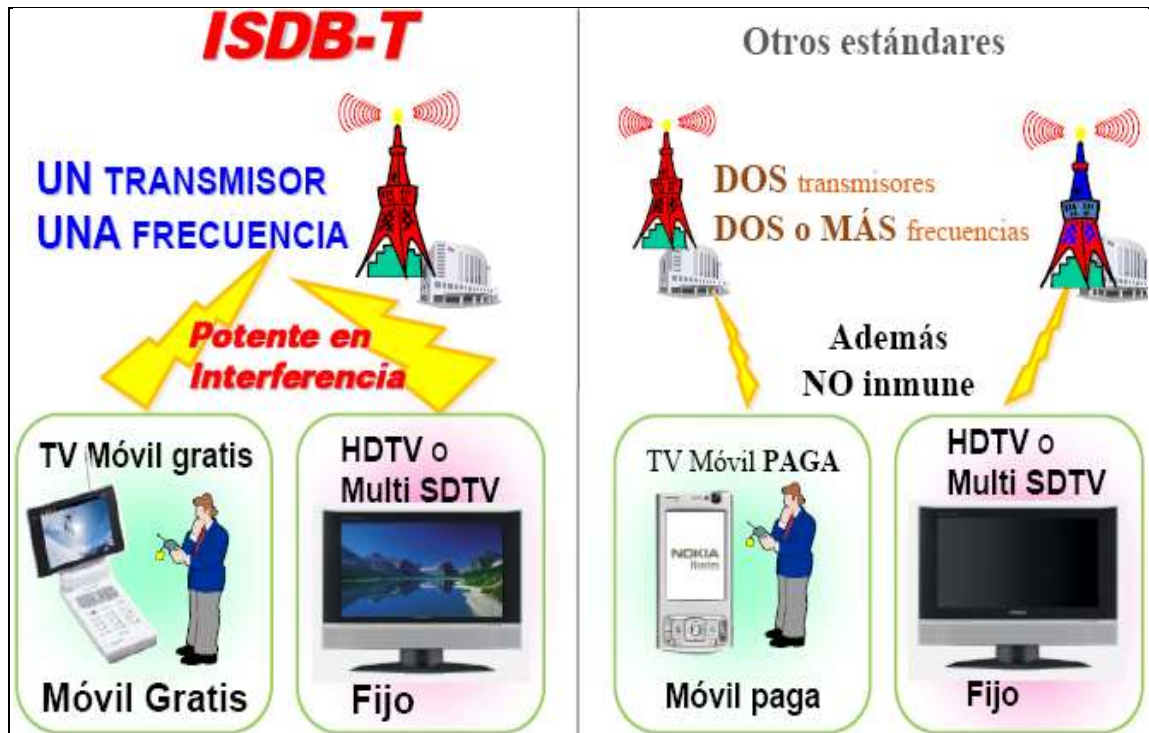 ISDB-T
UN TRANSMISOR
UNA FRECUENCIA
Potente en
Interferencia
TV Móvil gratis
Móvil Gratis
HDTV o
Multi SDTV
Fijo
Otros estándares
DOS transmisores
DOS o MÁS frecuencias
Además
NO inmune
TV Móvil PAGA
NOKIA
Nseries
Móvil paga
HDTV o
Multi SDTV
Fijo